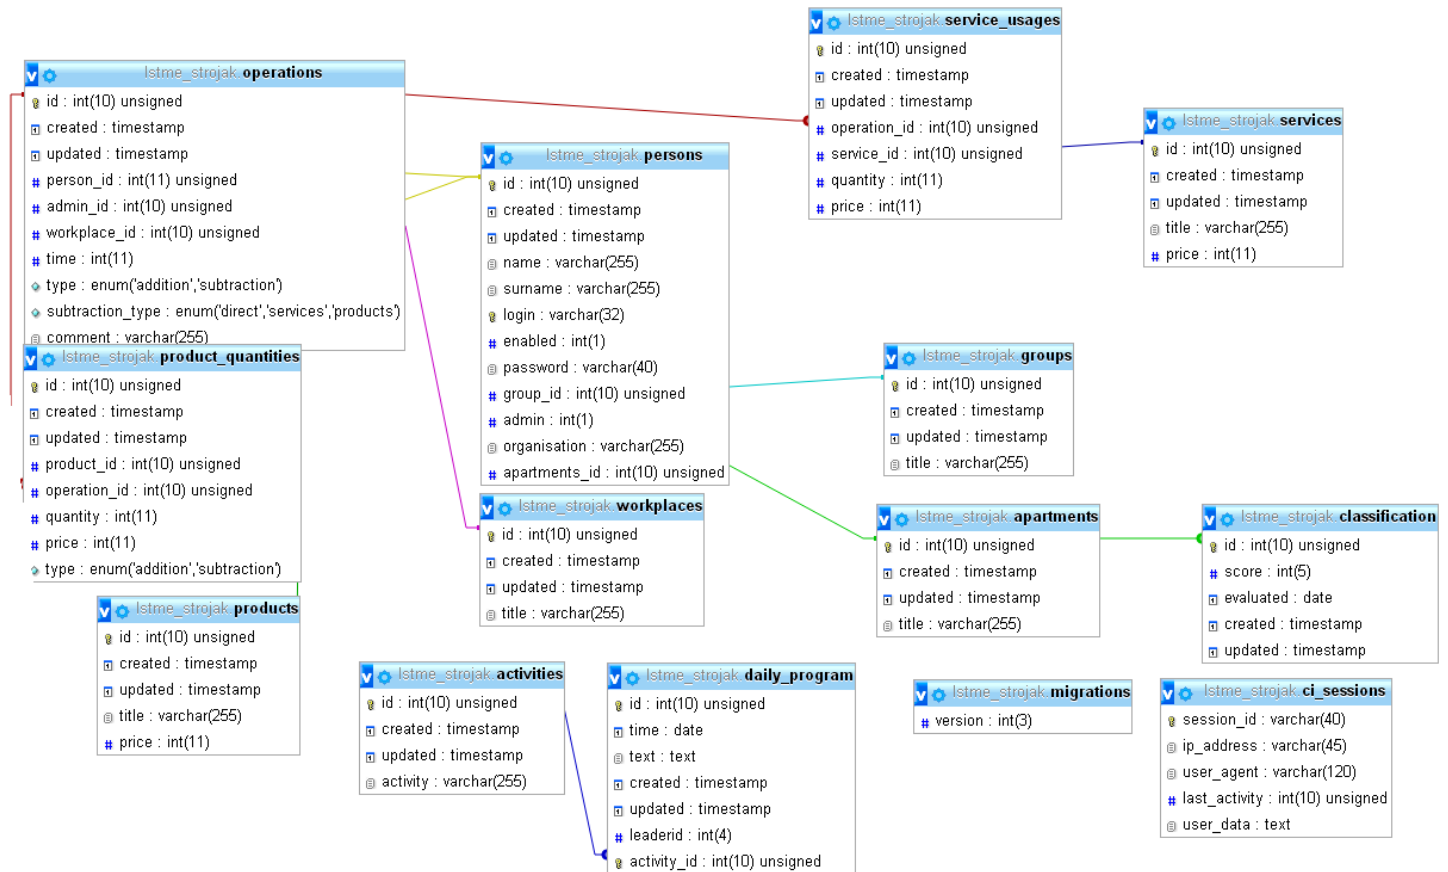 lstme_strojak.operations
id : int(10) unsigned
created : timestamp
updated : timestamp
person_id : int(11) unsigned
admin_id : int(10) unsigned
workplace_id : int(10) unsigned
time : int(11)
type : enum('addition','subtraction')
subtraction_type : enum('direct','services','products')
comment : varchar(255)
lstme_strojak.product_quantities
id : int(10) unsigned
created : timestamp
updated : timestamp
product_id : int(10) unsigned
operation_id : int(10) unsigned
quantity : int(11)
price : int(11)
type : enum('addition','subtraction')
lstme_strojak.products
id : int(10) unsigned
created : timestamp
updated : timestamp
title : varchar(255)
price : int(11)
lstme_strojak.persons
id : int(10) unsigned
created : timestamp
updated : timestamp
name : varchar(255)
surname : varchar(255)
login : varchar(32)
enabled : int(1)
password : varchar(40)
group_id : int(10) unsigned
admin : int(1)
organisation : varchar(255)
apartments_id : int(10) unsigned
lstme_strojak.workplaces
id : int(10) unsigned
created : timestamp
updated : timestamp
title : varchar(255)
lstme_strojak.activities
id : int(10) unsigned
created : timestamp
updated : timestamp
activity : varchar(255)
lstme_strojak.daily_program
id : int(10) unsigned
time : date
text : text
created : timestamp
updated : timestamp
leaderid : int(4)
activity_id : int(10) unsigned
lstme_strojak.service_usages
id : int(10) unsigned
created : timestamp
updated : timestamp
operation_id : int(10) unsigned
service_id : int(10) unsigned
quantity : int(11)
price : int(11)
lstme_strojak.services
id : int(10) unsigned
created : timestamp
updated : timestamp
title : varchar(255)
price : int(11)
lstme_strojak.groups
id : int(10) unsigned
created : timestamp
updated : timestamp
title : varchar(255)
lstme_strojak.apartments
id : int(10) unsigned
created : timestamp
updated : timestamp
title : varchar(255)
lstme_strojak.classification
id : int(10) unsigned
score : int(5)
evaluated : date
created : timestamp
updated : timestamp
lstme_strojak.migrations
version : int(3)
lstme_strojak.ci_sessions
session_id : varchar(40)
ip_address : varchar(45)
user_agent : varchar(120)
last_activity : int(10) unsigned
user_data : text